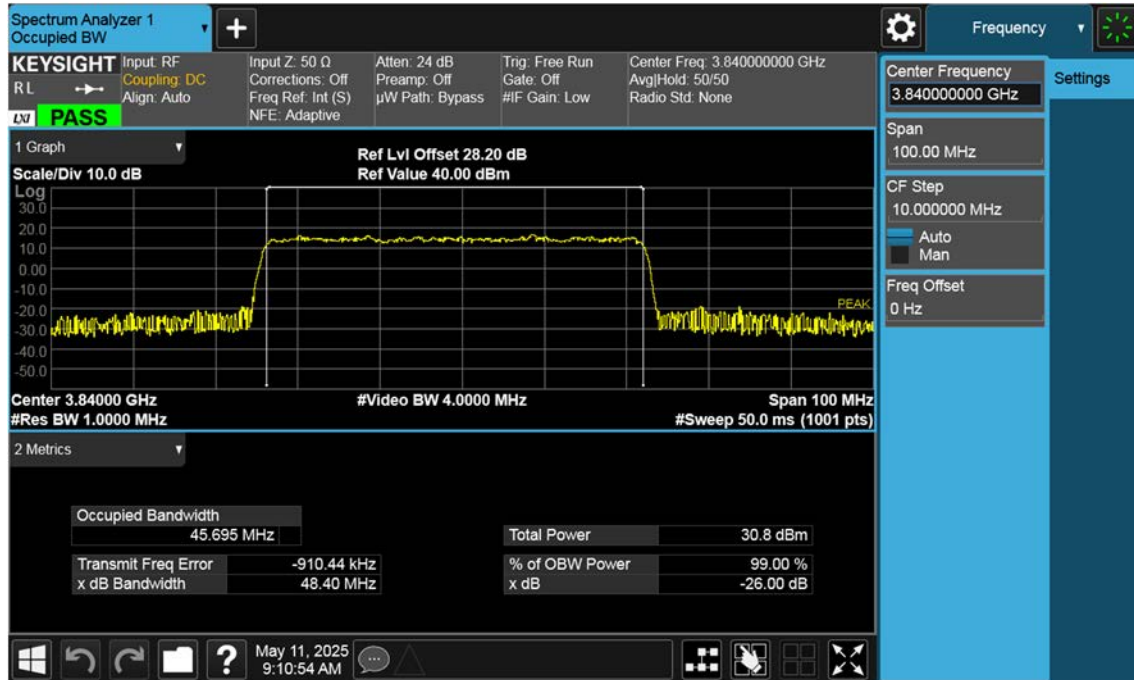 Spectrum Analyzer 1
Occupied BW
+
Frequency
KEYSIGHT
R L
LXI
PASS
Input: RF
Coupling: DC
Align: Auto
Input Z: 50 Ω
Corrections: Off
Freq Ref: Int (S)
NFE: Adaptive
Atten: 24 dB
Preamp: Off
µW Path: Bypass
Trig: Free Run
Gate: Off
#IF Gain: Low
Center Freq: 3.840000000 GHz
Avg|Hold: 50/50
Radio Std: None
1 Graph
Scale/Div 10.0 dB
Ref Lvl Offset 28.20 dB
Ref Value 40.00 dBm
Log
30.0
20.0
10.0
0.00
-10.0
-20.0
-30.0
-40.0
-50.0
PEAK
Center 3.84000 GHz
#Video BW 4.0000 MHz
Span 100 MHz
#Res BW 1.0000 MHz
#Sweep 50.0 ms (1001 pts)
2 Metrics
Occupied Bandwidth
45.695 MHz
Total Power 30.8 dBm
Transmit Freq Error -910.44 kHz
% of OBW Power 99.00 %
x dB Bandwidth 48.40 MHz
x dB -26.00 dB
?
May 11, 2025
9:10:54 AM
Center Frequency
3.840000000 GHz
Settings
Span
100.00 MHz
CF Step
10.000000 MHz
Auto
Man
Freq Offset
0 Hz